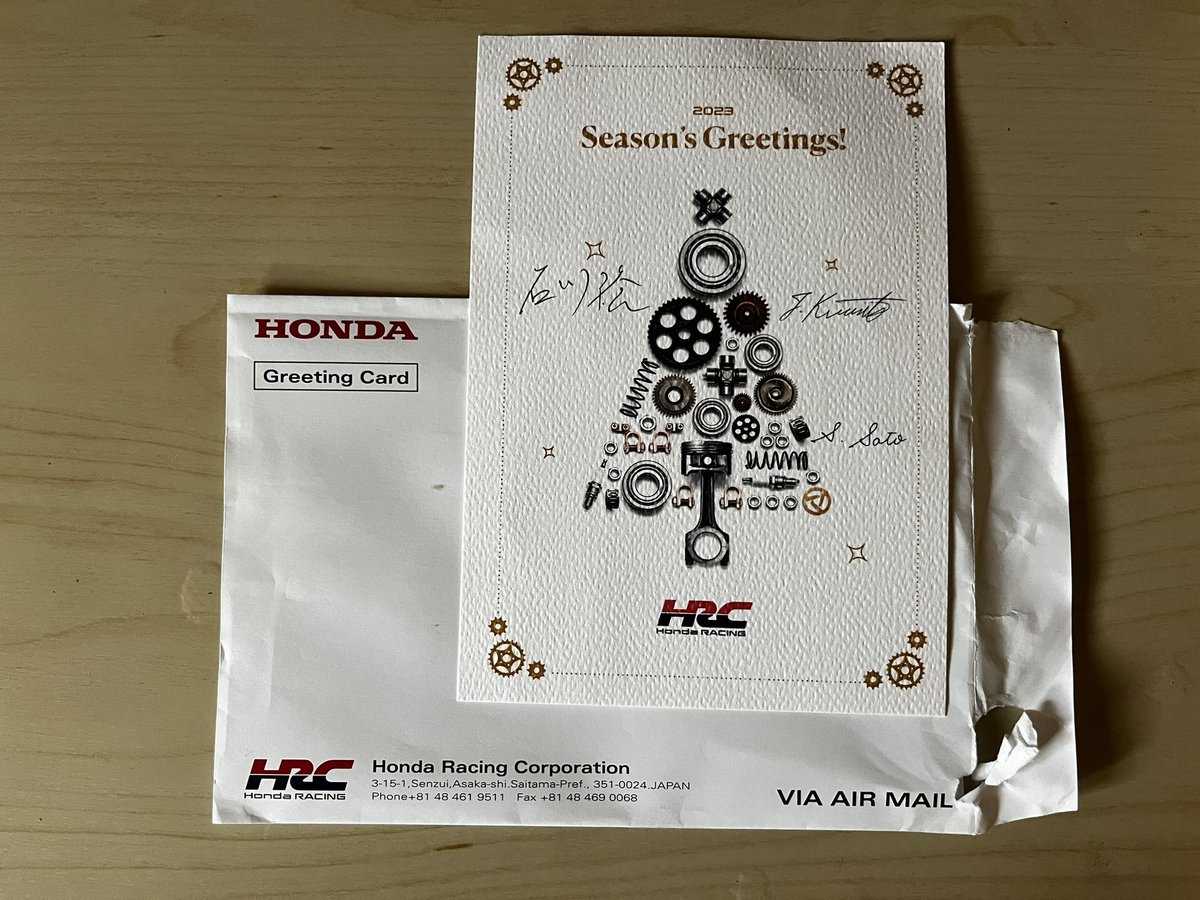 2023
Season's Greetings!
S. Sato
HRC
Honda RACING
HONDA
Greeting Card
HRC
Honda RACING
Honda Racing Corporation
3-15-1,Senzui,Asaka-shi.Saitama-Pref., 351-0024.JAPAN
Phone+81 48 461 9511 Fax +81 48 469 0068
VIA AIR MAIL